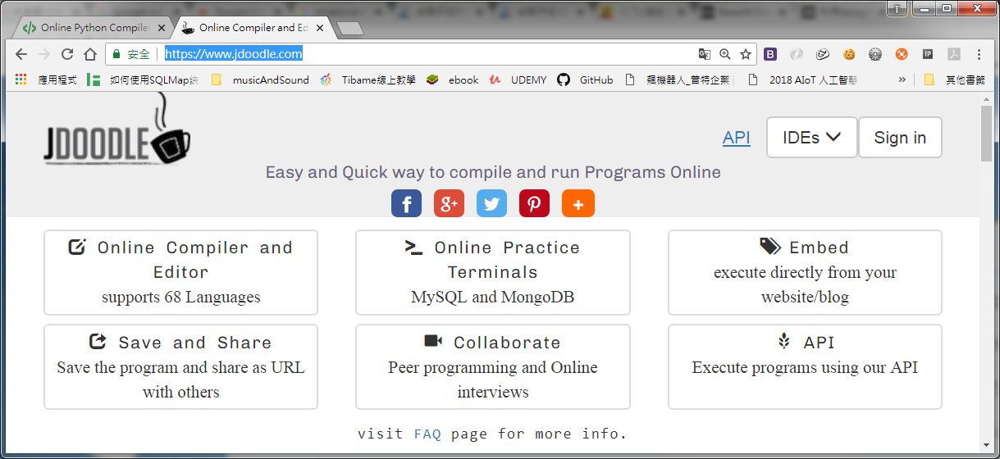 Online Python Compile
Online Compiler and Ed
安全
https://www.jdoodle.com
應用程式
如何使用SQLMap
musicAndSound
Tibame線上教學
ebook
UDEMY
GitHub
飆機器人_普特企業
2018 AIoT 人工智慧
»
其他書籤
JDOODLE
API
IDEs
Sign in
Easy and Quick way to compile and run Programs Online
Online Compiler and
Editor
supports 68 Languages
Online Practice
Terminals
MySQL and MongoDB
Embed
execute directly from your
website/blog
Save and Share
Save the program and share as URL
with others
Collaborate
Peer programming and Online
interviews
API
Execute programs using our API
visit FAQ page for more info.